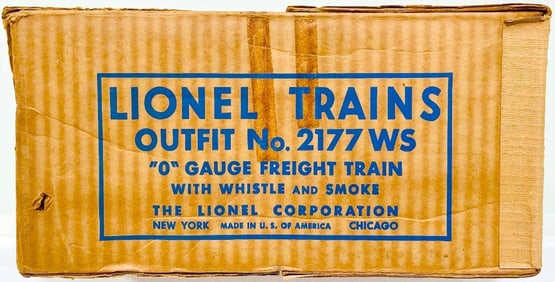 LIONEL TRAINS
OUTFIT No. 2177 WS
"O" GAUGE FREIGHT TRAIN
WITH WHISTLE AND SMOKE
THE LIONEL CORPORATION
NEW YORK MADE IN U.S. OF AMERICA CHICAGO